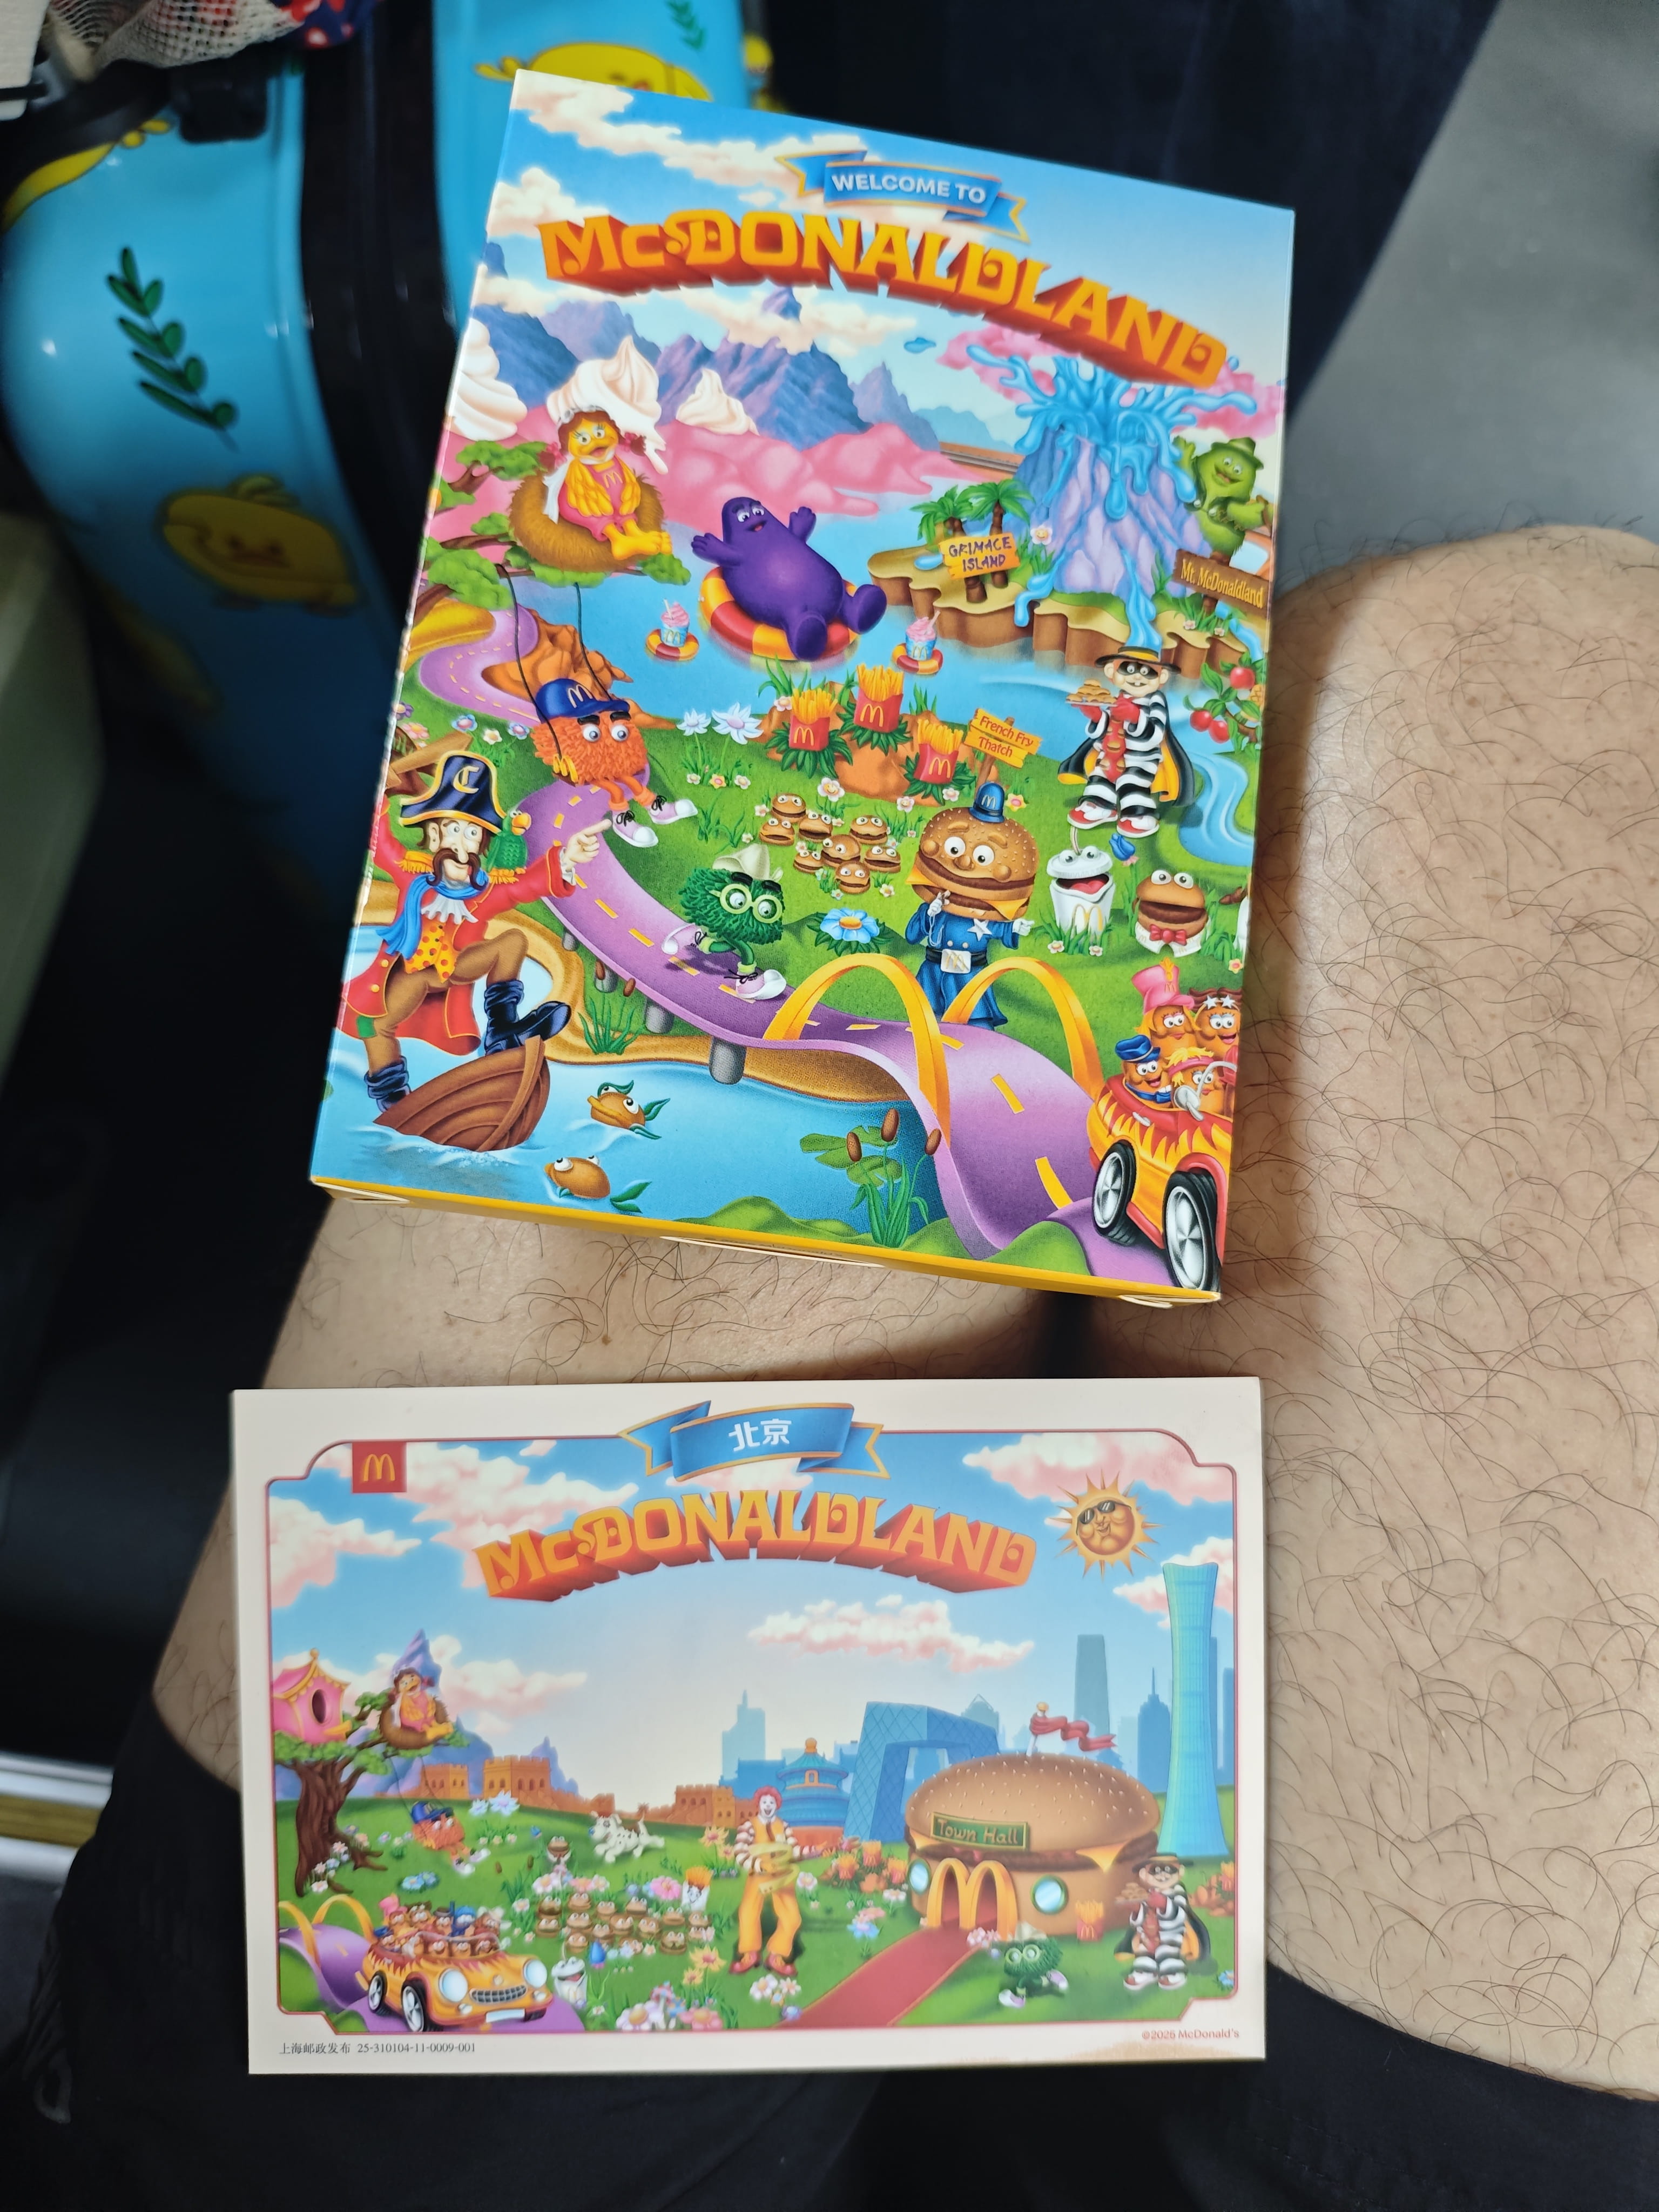 WELCOME TO
McDONALDLAND
GRIMACE
ISLAND
Mt. McDonaldland
French Fry
Thatch
C
北京
McDONALDLAND
Town Hall
上海邮政发布 25-310104-11-0009-001
©2025 McDonald's